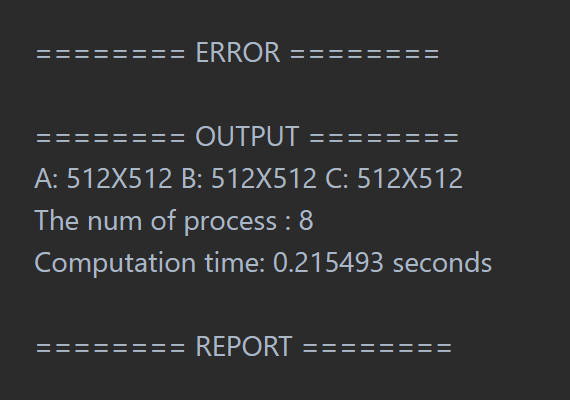 ======== ERROR ========
======== OUTPUT ========
A: 512X512 B: 512X512 C: 512X512
The num of process : 8
Computation time: 0.215493 seconds
======== REPORT ========